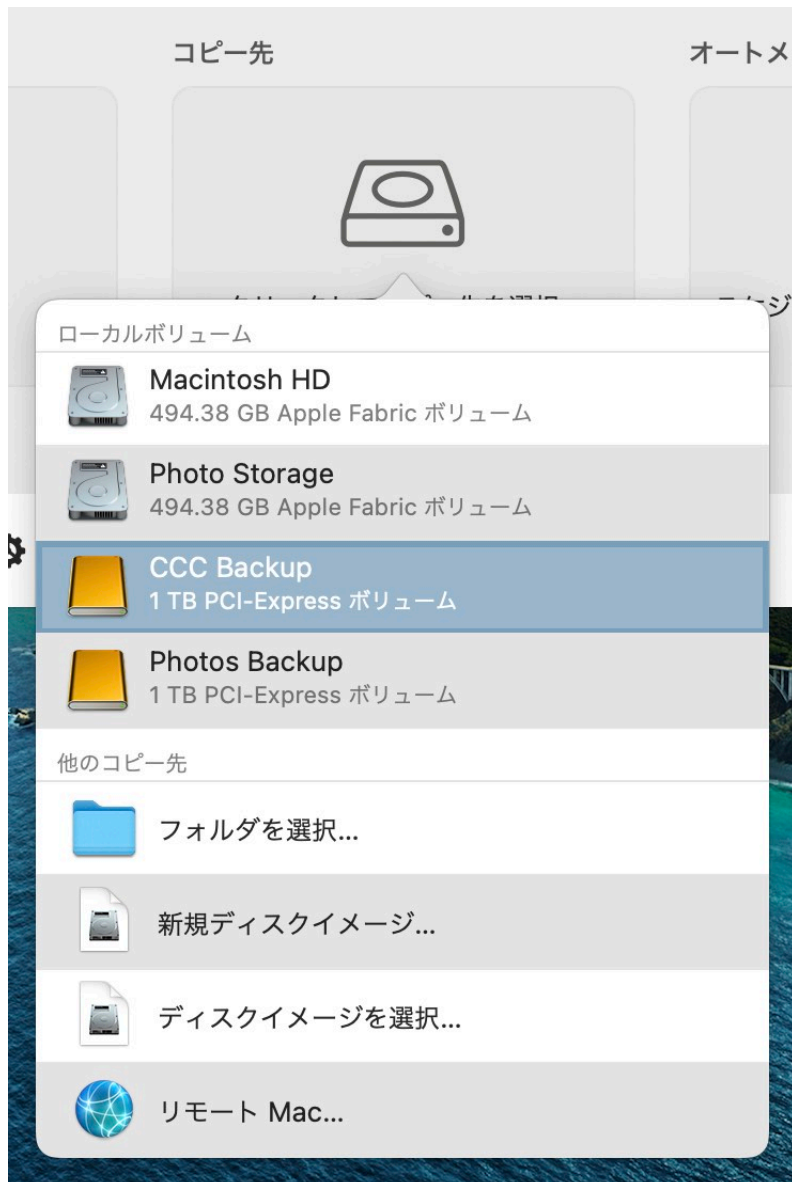 コピー先
オートメ
ローカルボリューム
Macintosh HD
494.38 GB Apple Fabric ボリューム
Photo Storage
494.38 GB Apple Fabric ボリューム
CCC Backup
1 TB PCI-Express ボリューム
Photos Backup
1 TB PCI-Express ボリューム
他のコピー先
フォルダを選択...
新規ディスクイメージ...
ディスクイメージを選択...
リモート Mac...